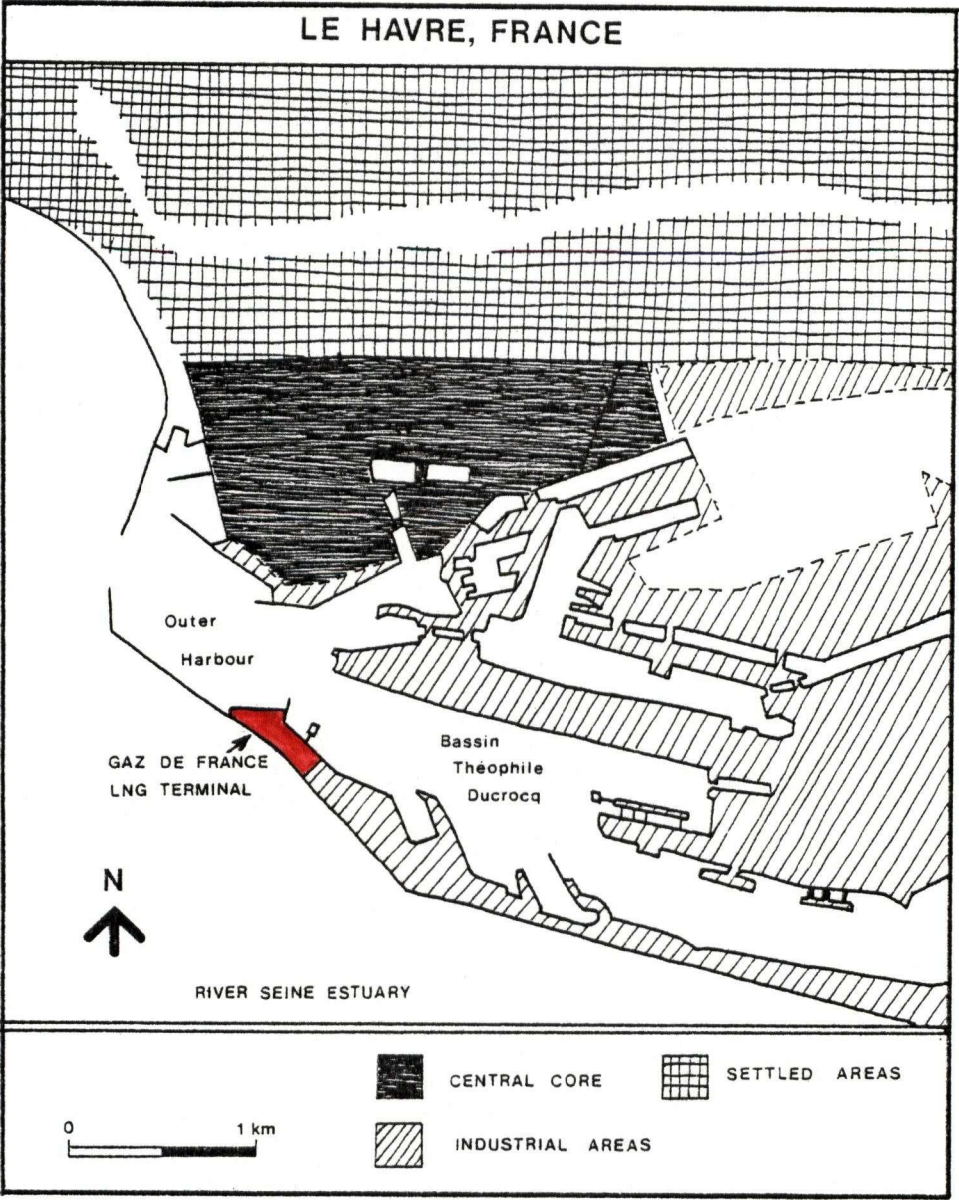 LE HAVRE, FRANCE
Outer
Harbour
GAZ DE FRANCE
LNG TERMINAL
Bassin
Théophile
Ducrocq
N
RIVER SEINE ESTUARY
CENTRAL CORE
SETTLED AREAS
INDUSTRIAL AREAS
0 1 km